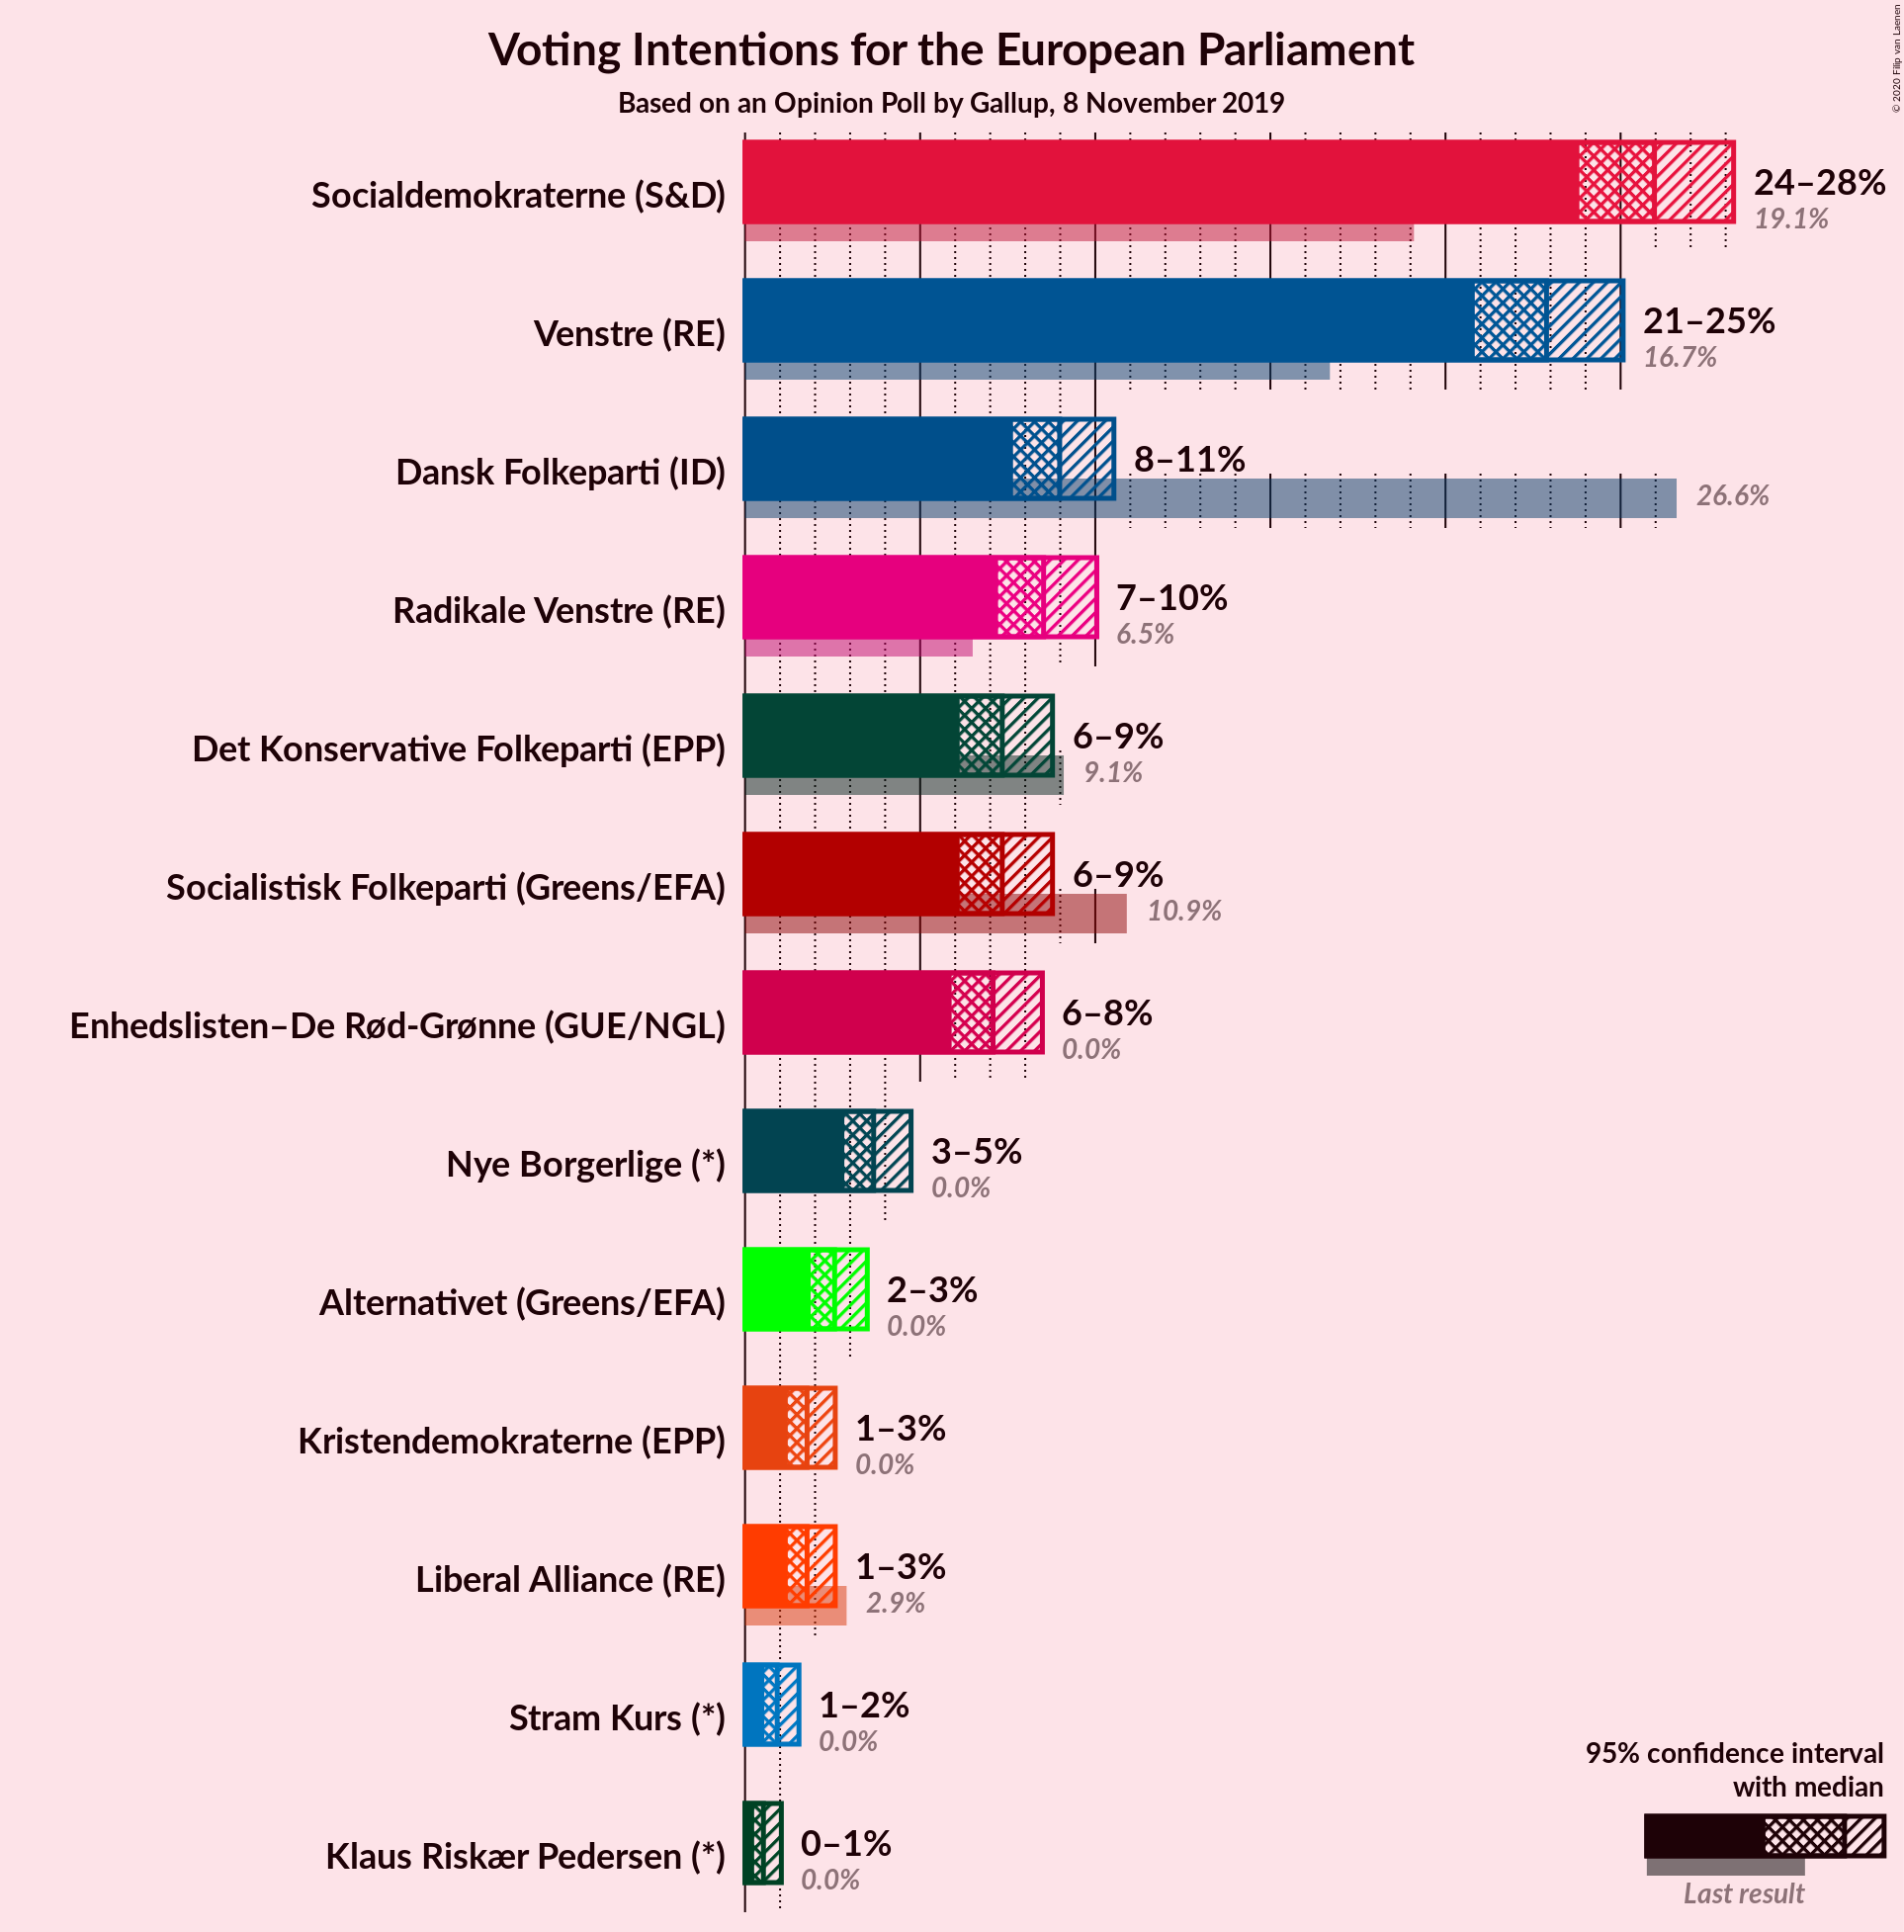 Voting Intentions for the European Parliament
Based on an Opinion Poll by Gallup, 8 November 2019
© 2020 Filip van Laenen
Socialdemokraterne (S&D)
24–28%
19.1%
Venstre (RE)
21–25%
16.7%
Dansk Folkeparti (ID)
8–11%
26.6%
Radikale Venstre (RE)
7–10%
6.5%
Det Konservative Folkeparti (EPP)
6–9%
9.1%
Socialistisk Folkeparti (Greens/EFA)
6–9%
10.9%
Enhedslisten–De Rød-Grønne (GUE/NGL)
6–8%
0.0%
Nye Borgerlige (*)
3–5%
0.0%
Alternativet (Greens/EFA)
2–3%
0.0%
Kristendemokraterne (EPP)
1–3%
0.0%
Liberal Alliance (RE)
1–3%
2.9%
Stram Kurs (*)
1–2%
0.0%
Klaus Riskær Pedersen (*)
0–1%
0.0%
95% confidence interval
with median
Last result